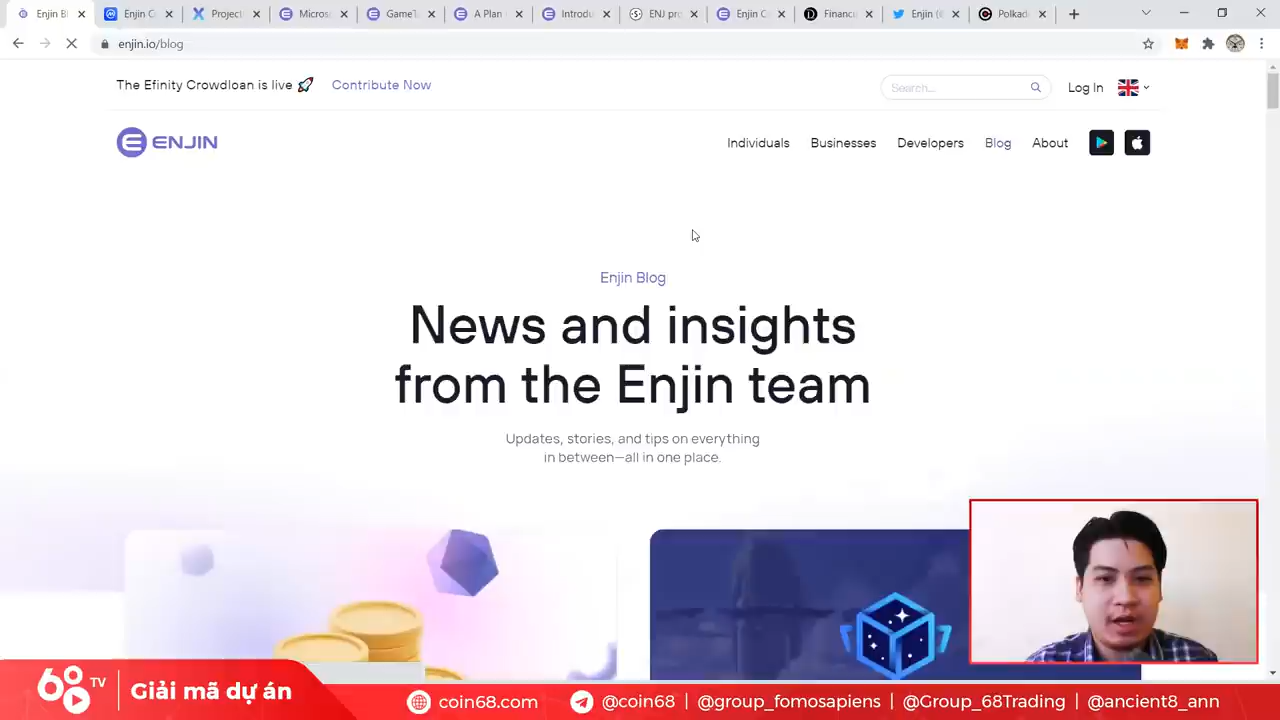 Enjin Bl
Enjin C
Project
Micros
GameT
A Plan
Introdu
ENJ pro
Enjin C
Financi
Enjin (
Polkad
enjin.io/blog
The Efinity Crowdloan is live 🚀 Contribute Now
Search...
Log In
ENJIN
Individuals
Businesses
Developers
Blog
About
Enjin Blog
News and insights
from the Enjin team
Updates, stories, and tips on everything
in between—all in one place.
68 TV
Giải mã dự án
coin68.com
@coin68 | @group_fomosapiens | @Group_68Trading | @ancient8_ann